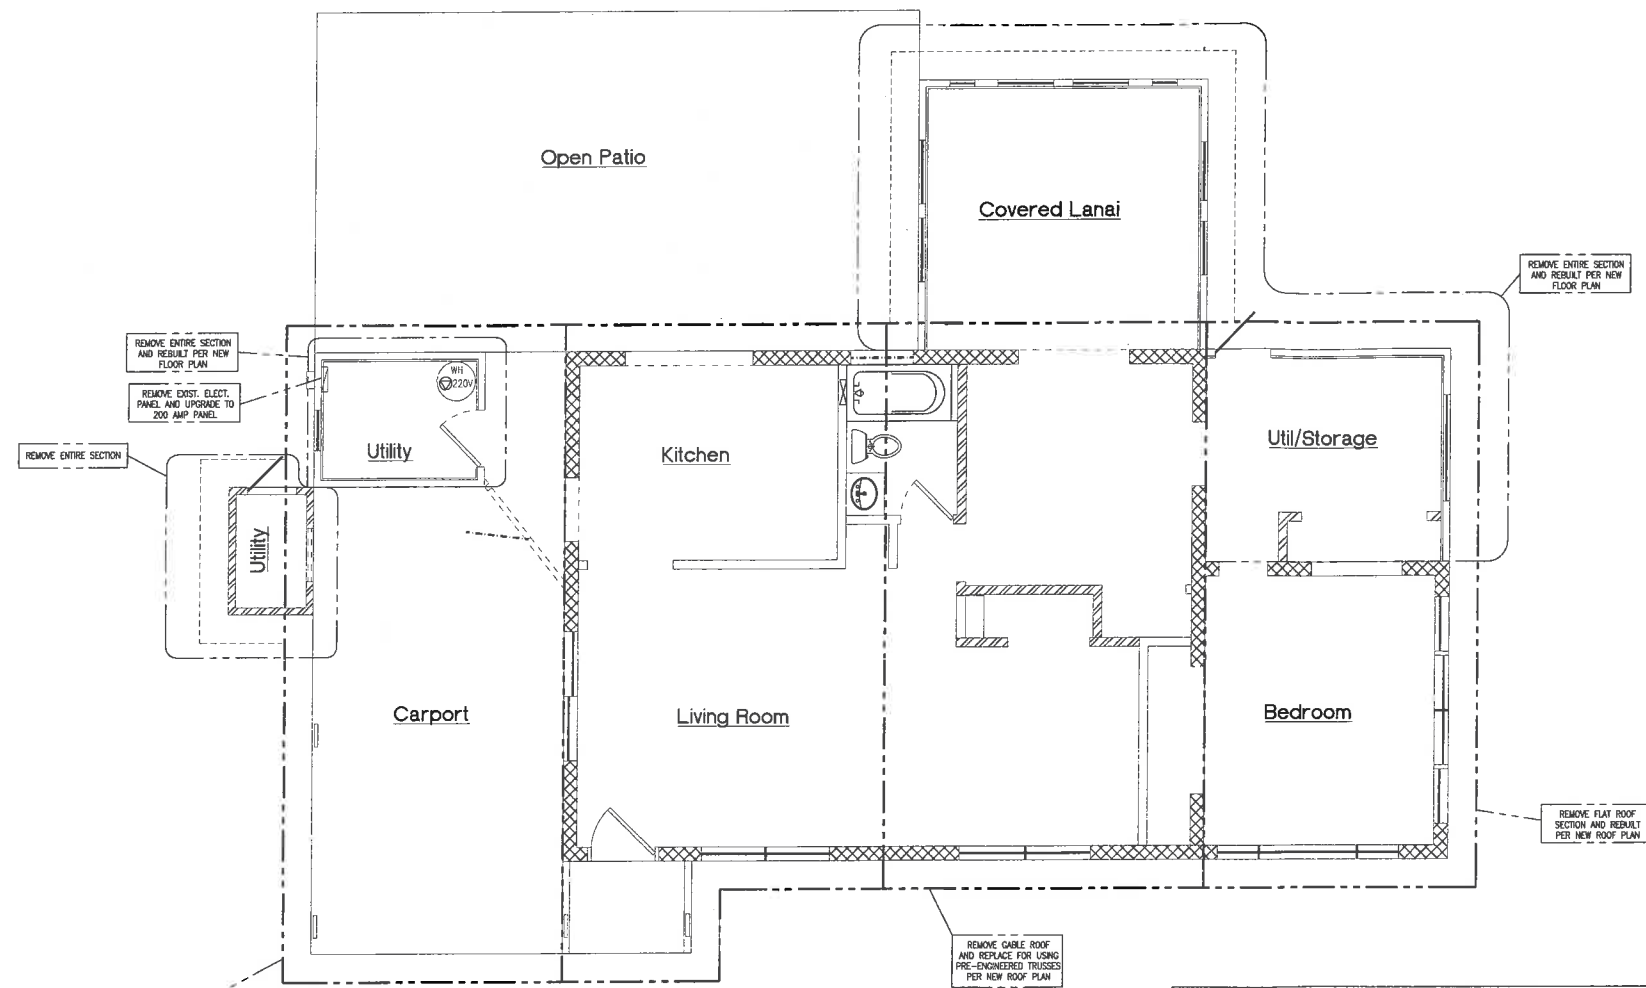 Open Patio
Covered Lanai
REMOVE ENTIRE SECTION
AND REBUILT PER NEW
FLOOR PLAN
REMOVE ENTIRE SECTION
AND REBUILT PER NEW
FLOOR PLAN
REMOVE EXIST. ELECT.
PANEL AND UPGRADE TO
200 AMP PANEL
WH
220V
Utility
Kitchen
Util/Storage
REMOVE ENTIRE SECTION
Utility
Carport
Living Room
Bedroom
REMOVE FLAT ROOF
SECTION AND REBUILT
PER NEW ROOF PLAN
REMOVE GABLE ROOF
AND REPLACE FOR USING
PRE-ENGINEERED TRUSSES
PER NEW ROOF PLAN